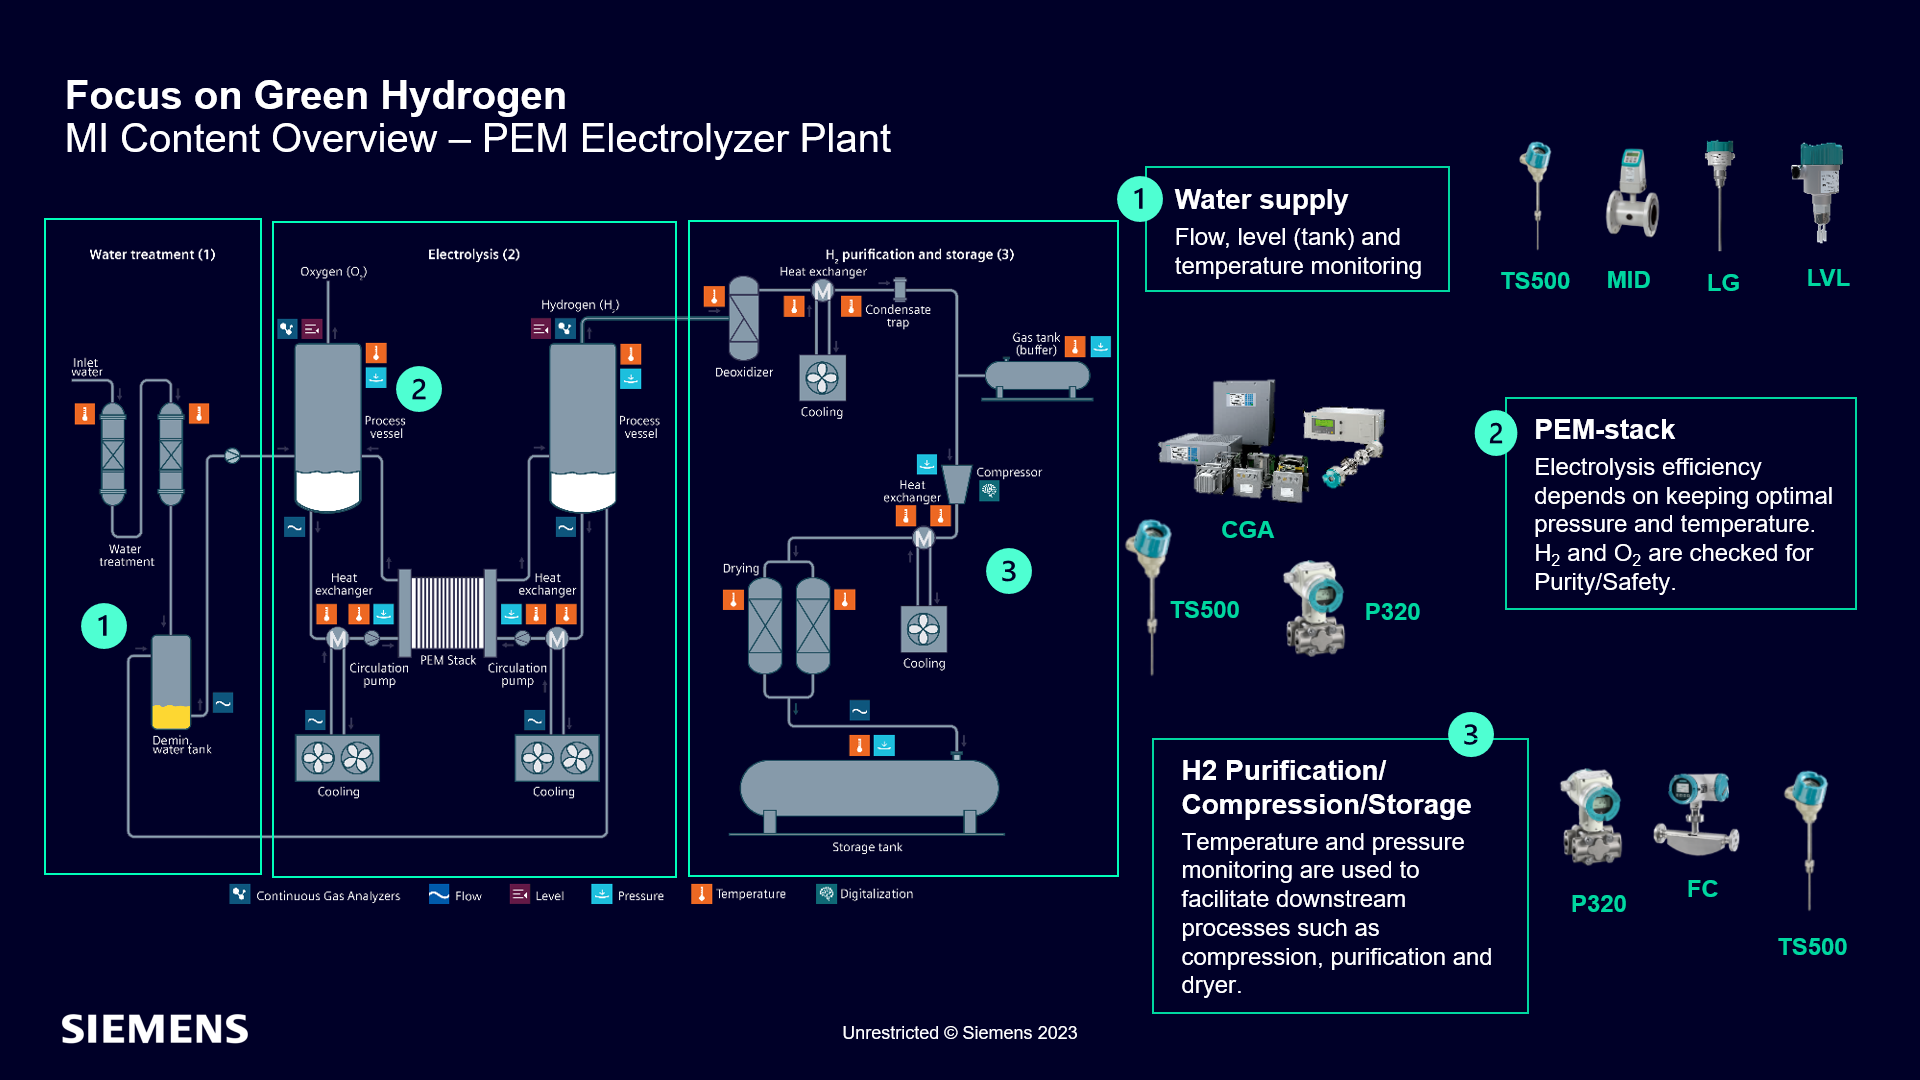 Focus on Green Hydrogen
MI Content Overview – PEM Electrolyzer Plant
Water treatment (1)
Inlet
water
Water
treatment
1
Demin.
water tank
Electrolysis (2)
Oxygen (O₂)
Hydrogen (H₂)
2
Process
vessel
Process
vessel
Heat
exchanger
Heat
exchanger
M
M
PEM Stack
Circulation
pump
Circulation
pump
Cooling
Cooling
H₂ purification and storage (3)
Heat exchanger
M
Condensate
trap
Deoxidizer
Cooling
Gas tank
(buffer)
Compressor
Heat
exchanger
M
3
Drying
Cooling
Storage tank
Continuous Gas Analyzers
Flow
Level
Pressure
Temperature
Digitalization
1
Water supply
Flow, level (tank) and
temperature monitoring
TS500
MID
LG
LVL
CGA
TS500
P320
2
PEM-stack
Electrolysis efficiency
depends on keeping optimal
pressure and temperature.
H₂ and O₂ are checked for
Purity/Safety.
3
H2 Purification/
Compression/Storage
Temperature and pressure
monitoring are used to
facilitate downstream
processes such as
compression, purification and
dryer.
P320
FC
TS500
SIEMENS
Unrestricted © Siemens 2023